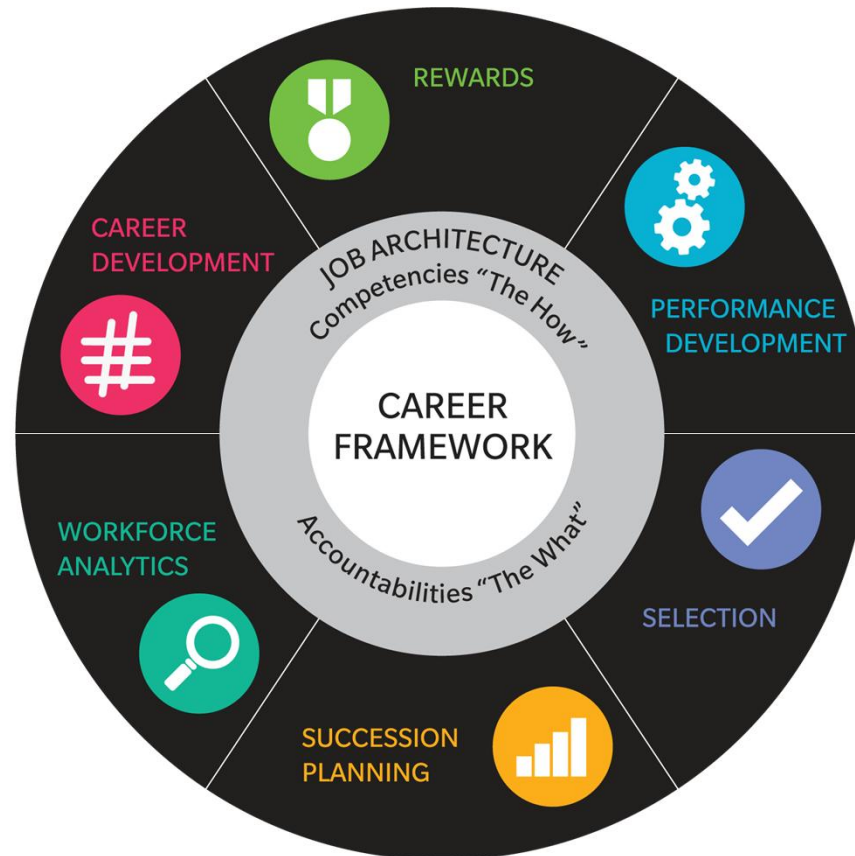 REWARDS
CAREER
DEVELOPMENT
JOB ARCHITECTURE
Competencies “The How”
PERFORMANCE
DEVELOPMENT
CAREER
FRAMEWORK
WORKFORCE
ANALYTICS
Accountabilities “The What”
SELECTION
SUCCESSION
PLANNING